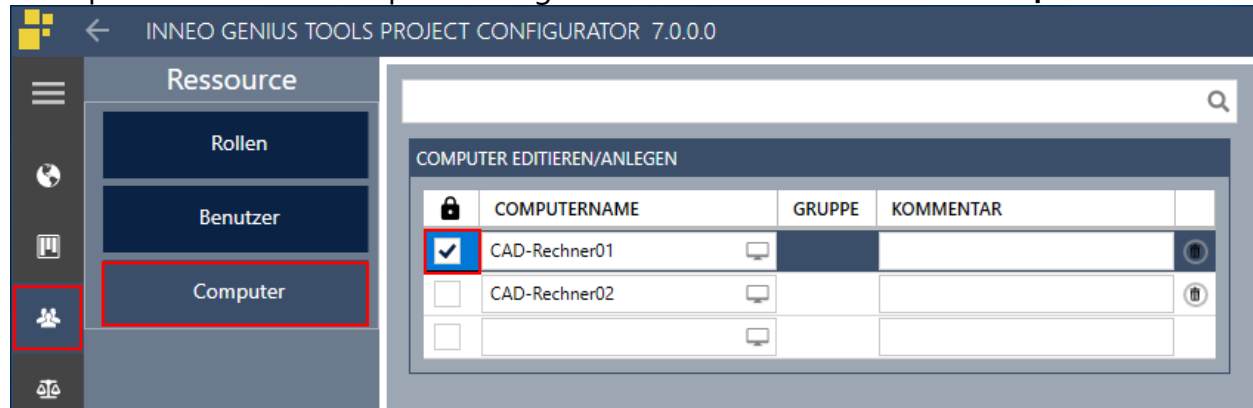 INNEO GENIUS TOOLS PROJECT CONFIGURATOR 7.0.0.0
Ressource
Rollen
Benutzer
Computer
COMPUTER EDITIEREN/ANLEGEN
COMPUTERNAME GRUPPE KOMMENTAR
CAD-Rechner01
CAD-Rechner02